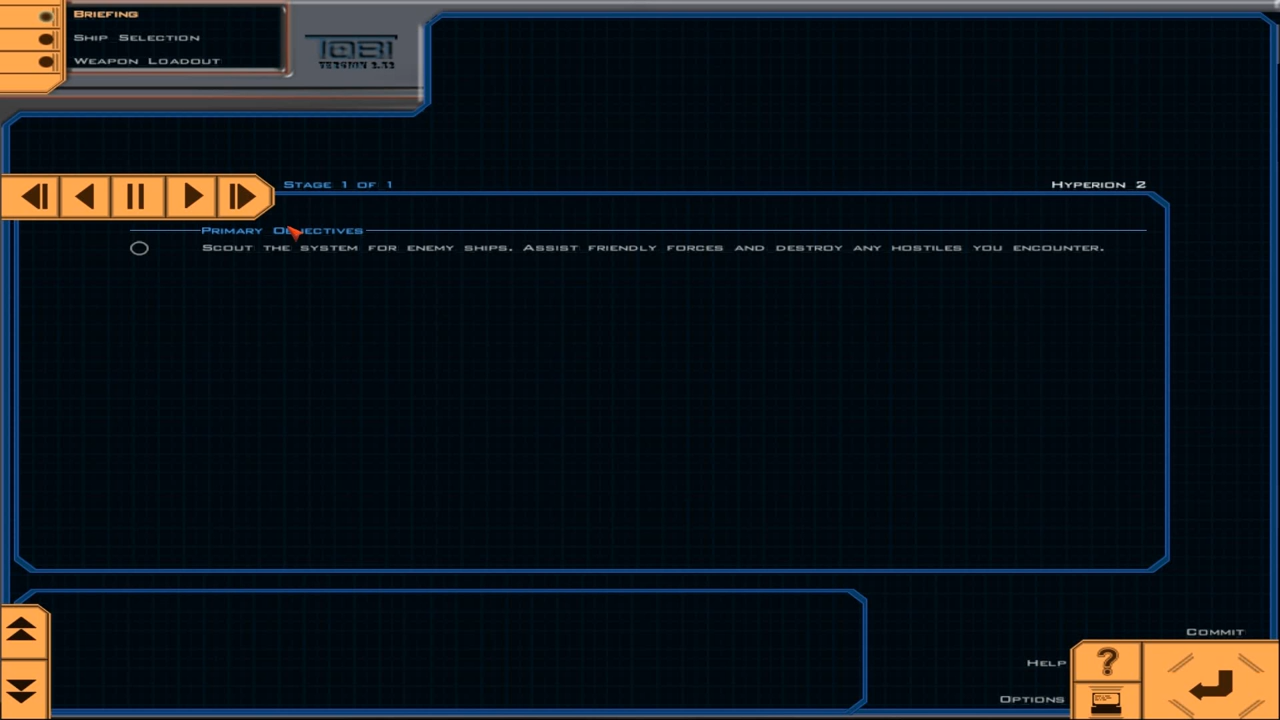 Briefing
Ship Selection
Weapon Loadout
Stage 1 of 1
Hyperion 2
Primary Objectives
Scout the system for enemy ships. Assist friendly forces and destroy any hostiles you encounter.
Commit
Help
Options
?